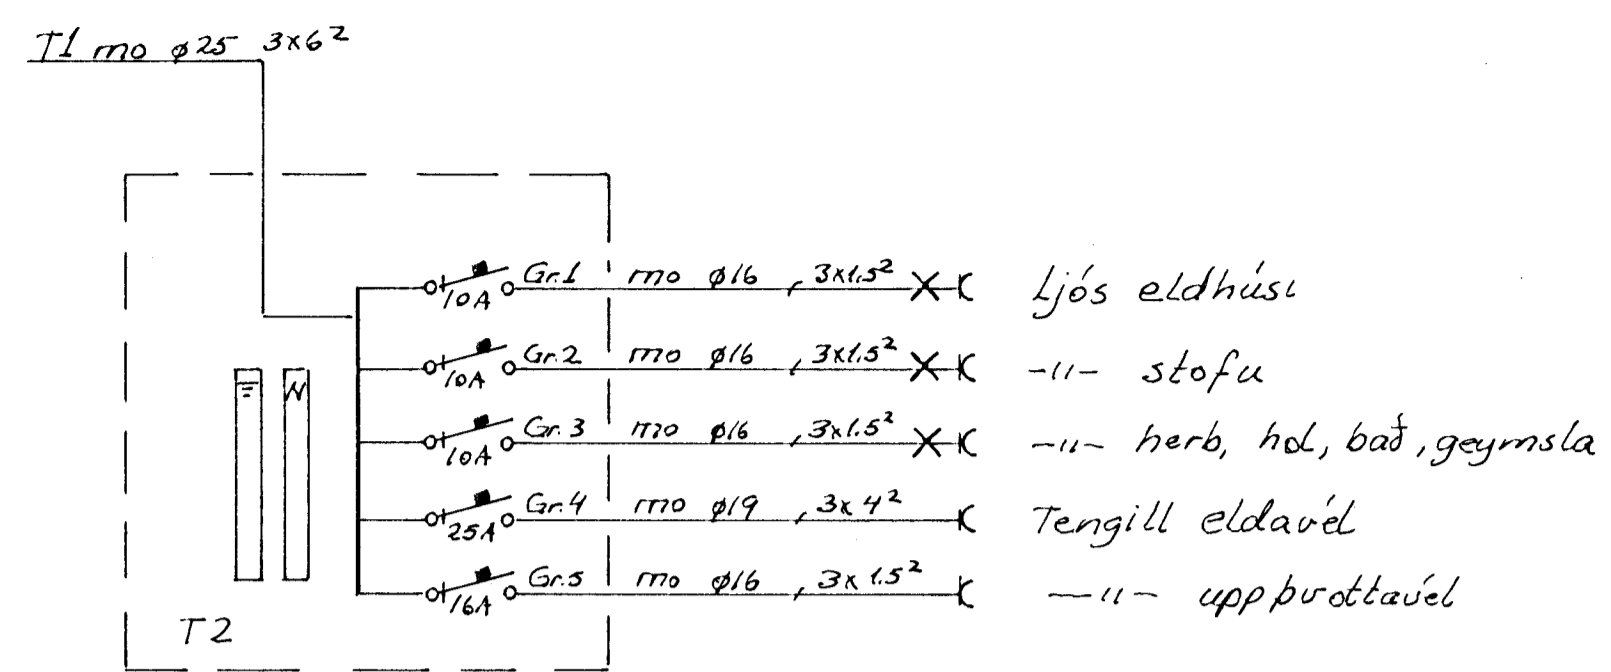 T1 mo ø25 3x6²
10A Gr.1 mo ø16, 3x1.5² Ljós eldhúsi
10A Gr.2 mo ø16, 3x1.5² -〃- stofu
10A Gr.3 mo ø16, 3x1.5² -〃- herb, hol, bað, geymsla
25A Gr.4 mo ø19, 3x4² Tengill eldavél
16A Gr.5 mo ø16, 3x1.5² -〃- uppþvottavél
N
T2